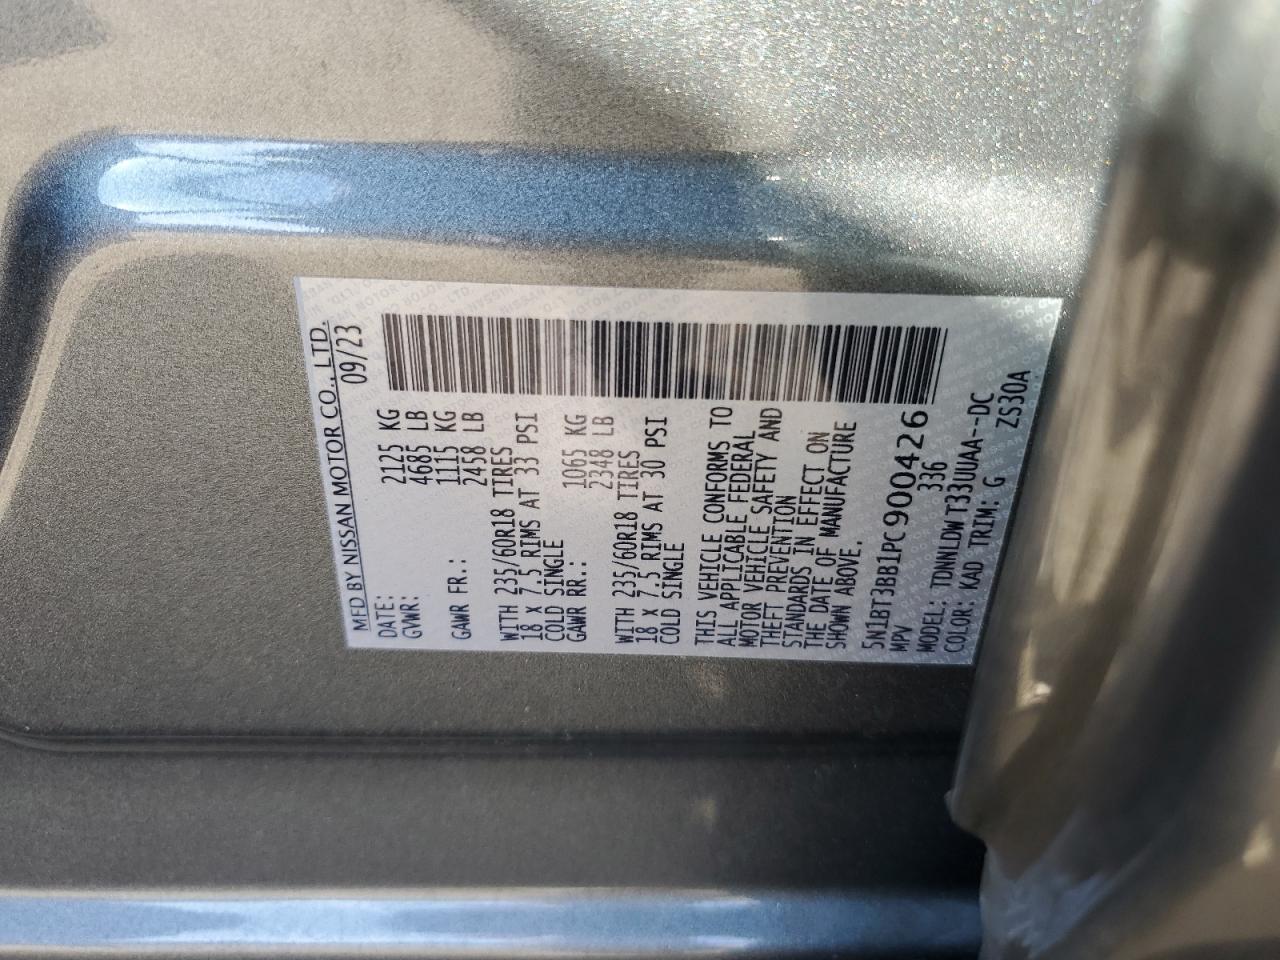 MFD BY NISSAN MOTOR CO., LTD.
DATE: 09/23
GVWR: 2125 KG
4685 LB
GAWR FR.: 1115 KG
2458 LB
WITH 235/60R18 TIRES
18 X 7.5 RIMS AT 33 PSI
COLD SINGLE
GAWR RR.: 1065 KG
2348 LB
WITH 235/60R18 TIRES
18 X 7.5 RIMS AT 30 PSI
COLD SINGLE
THIS VEHICLE CONFORMS TO
ALL APPLICABLE FEDERAL
MOTOR VEHICLE SAFETY AND
THEFT PREVENTION
STANDARDS IN EFFECT ON
THE DATE OF MANUFACTURE
SHOWN ABOVE.
5N1BT3BB1PC900426
MPV 336
MODEL: TDNNLDWT33UUAA--DC
COLOR: KAD TRIM: G ZS30A